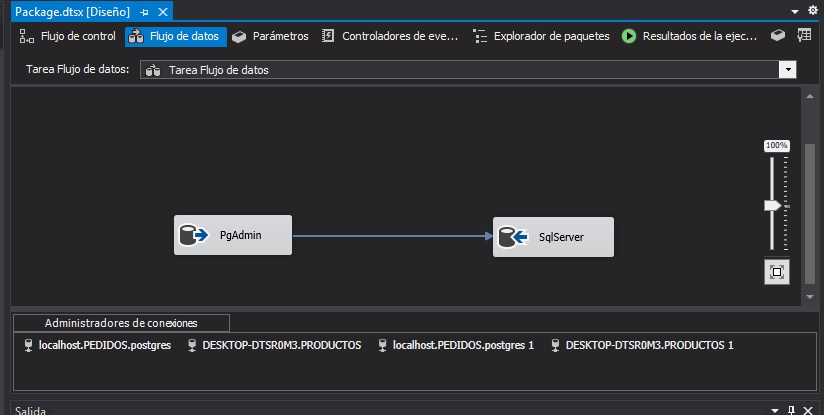 Package.dtsx [Diseño]
Flujo de control
Flujo de datos
Parámetros
Controladores de eve...
Explorador de paquetes
Resultados de la ejec...
Tarea Flujo de datos:
Tarea Flujo de datos
100%
PgAdmin
SqlServer
Administradores de conexiones
localhost.PEDIDOS.postgres
DESKTOP-DTSR0M3.PRODUCTOS
localhost.PEDIDOS.postgres 1
DESKTOP-DTSR0M3.PRODUCTOS 1
Salida